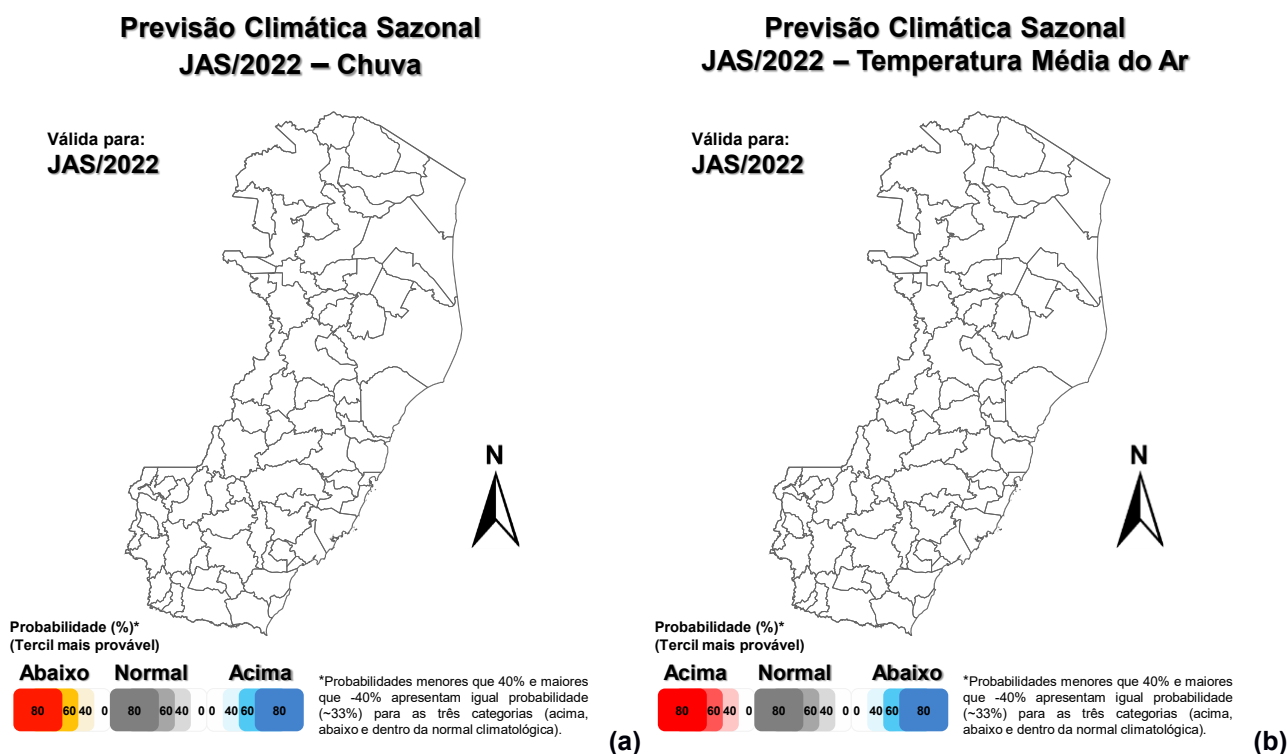 Previsão Climática Sazonal
JAS/2022 – Chuva
Válida para:
JAS/2022
N
Probabilidade (%)*
(Tercil mais provável)
Abaixo Normal Acima
80 60 40 0 80 60 40 0 0 40 60 80
*Probabilidades menores que 40% e maiores
que -40% apresentam igual probabilidade
(~33%) para as três categorias (acima,
abaixo e dentro da normal climatológica).
(a)
Previsão Climática Sazonal
JAS/2022 – Temperatura Média do Ar
Válida para:
JAS/2022
N
Probabilidade (%)*
(Tercil mais provável)
Acima Normal Abaixo
80 60 40 0 80 60 40 0 0 40 60 80
*Probabilidades menores que 40% e maiores
que -40% apresentam igual probabilidade
(~33%) para as três categorias (acima,
abaixo e dentro da normal climatológica).
(b)